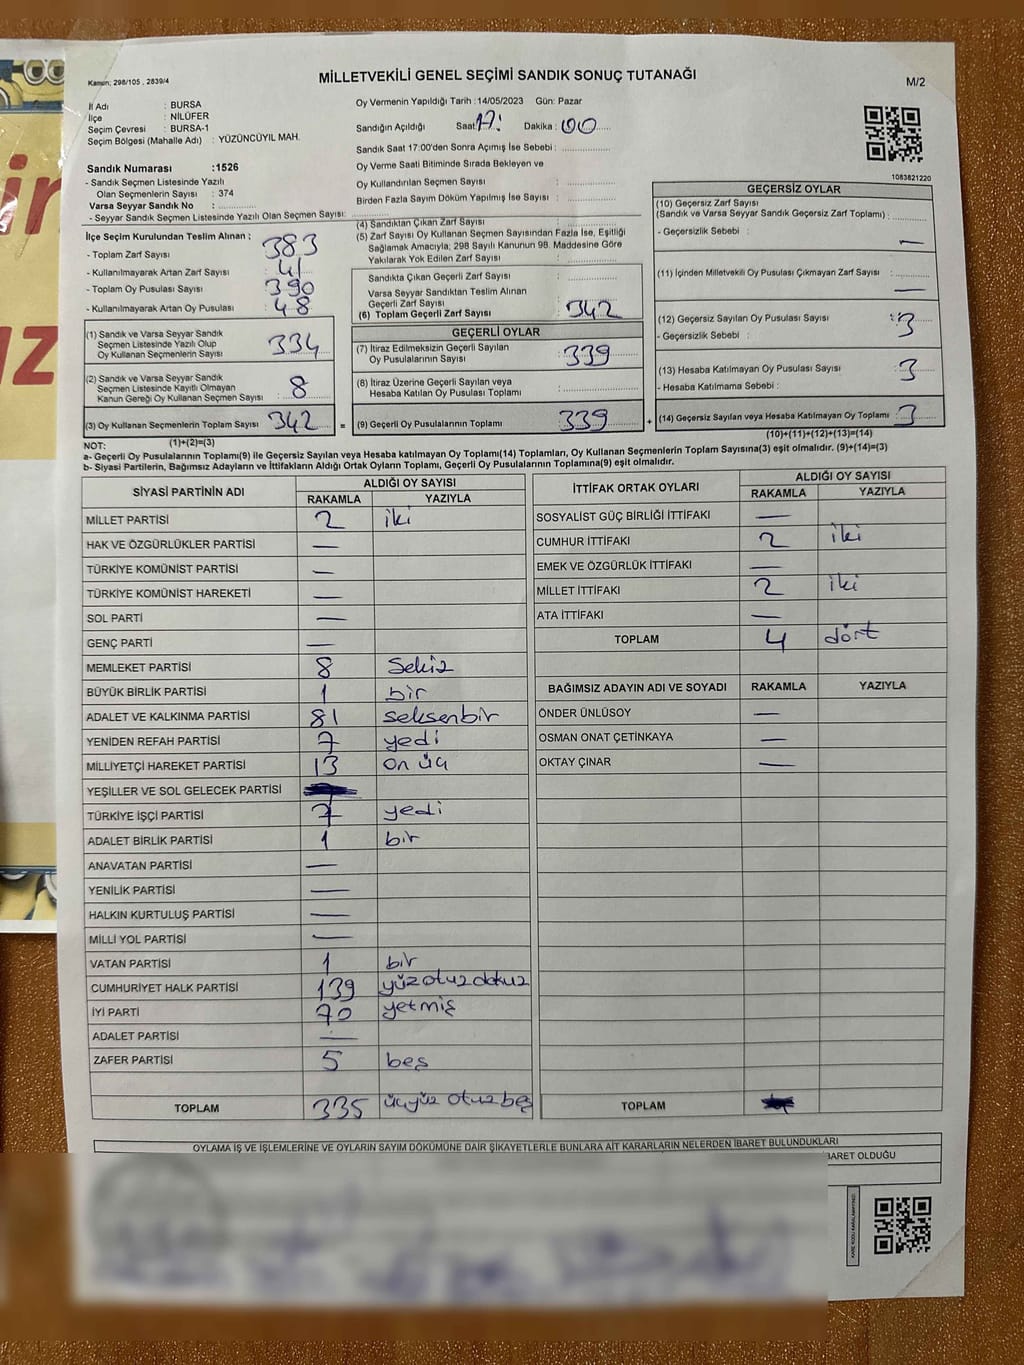 Kanun; 298/105 , 2839/4
MİLLETVEKİLİ GENEL SEÇİMİ SANDIK SONUÇ TUTANAĞI
M/2
İl Adı : BURSA
İlçe : NİLÜFER
Seçim Çevresi : BURSA-1
Seçim Bölgesi (Mahalle Adı) : YÜZÜNCÜYIL MAH.
Sandık Numarası :1526
- Sandık Seçmen Listesinde Yazılı
Olan Seçmenlerin Sayısı : 374
Varsa Seyyar Sandık No :
- Seyyar Sandık Seçmen Listesinde Yazılı Olan Seçmen Sayısı:
Oy Vermenin Yapıldığı Tarih :14/05/2023 Gün: Pazar
Sandığın Açıldığı Saat: 17: Dakika : 00
Sandık Saat 17:00'den Sonra Açımış İse Sebebi :
Oy Verme Saati Bitiminde Sırada Bekleyen ve
Oy Kullandırılan Seçmen Sayısı :
Birden Fazla Sayım Döküm Yapılmış İse Sayısı :
1083821220
İlçe Seçim Kurulundan Teslim Alınan ;
- Toplam Zarf Sayısı : 383
- Kullanılmayarak Artan Zarf Sayısı : 41
- Toplam Oy Pusulası Sayısı : 390
- Kullanılmayarak Artan Oy Pusulası : 48
(1) Sandık ve Varsa Seyyar Sandık
Seçmen Listesinde Yazılı Olup
Oy Kullanan Seçmenlerin Sayısı 334
(2) Sandık ve Varsa Seyyar Sandık
Seçmen Listesinde Kayıtlı Olmayan
Kanun Gereği Oy Kullanan Seçmen Sayısı 8
(3) Oy Kullanan Seçmenlerin Toplam Sayısı 342 =
(1)+(2)=(3)
(4) Sandıktan Çıkan Zarf Sayısı :
(5) Zarf Sayısı Oy Kullanan Seçmen Sayısından Fazla İse, Eşitliği
Sağlamak Amacıyla; 298 Sayılı Kanunun 98. Maddesine Göre
Yakılarak Yok Edilen Zarf Sayısı :
Sandıkta Çıkan Geçerli Zarf Sayısı :
Varsa Seyyar Sandıktan Teslim Alınan
Geçerli Zarf Sayısı :
(6) Toplam Geçerli Zarf Sayısı : 342
GEÇERLİ OYLAR
(7) İtiraz Edilmeksizin Geçerli Sayılan
Oy Pusulalarının Sayısı : 339
(8) İtiraz Üzerine Geçerli Sayılan veya
Hesaba Katılan Oy Pusulaları Toplamı :
(9) Geçerli Oy Pusulalarının Toplamı : 339 +
GEÇERSİZ OYLAR
(10) Geçersiz Zarf Sayısı
(Sandık ve Varsa Seyyar Sandık Geçersiz Zarf Toplamı) :
- Geçersizlik Sebebi : —
(11) İçinden Milletvekili Oy Pusulası Çıkmayan Zarf Sayısı : —
(12) Geçersiz Sayılan Oy Pusulası Sayısı : 3
- Geçersizlik Sebebi :
(13) Hesaba Katılmayan Oy Pusulası Sayısı : 3
- Hesaba Katılmama Sebebi :
(14) Geçersiz Sayılan veya Hesaba Katılmayan Oy Toplamı : 3
(10)+(11)+(12)+(13)=(14)
NOT:
a- Geçerli Oy Pusulalarının Toplamı(9) ile Geçersiz Sayılan veya Hesaba katılmayan Oy Toplamı(14) Toplamları, Oy Kullanan Seçmenlerin Toplam Sayısına(3) eşit olmalıdır. (9)+(14)=(3)
b- Siyasi Partilerin, Bağımsız Adayların ve İttifakların Aldığı Ortak Oyların Toplamı, Geçerli Oy Pusulalarının Toplamına(9) eşit olmalıdır.
SİYASİ PARTİNİN ADI ALDIĞI OY SAYISI
RAKAMLA YAZIYLA
MİLLET PARTİSİ 2 iki
HAK VE ÖZGÜRLÜKLER PARTİSİ —
TÜRKİYE KOMÜNİST PARTİSİ —
TÜRKİYE KOMÜNİST HAREKETİ —
SOL PARTİ —
GENÇ PARTİ —
MEMLEKET PARTİSİ 8 Sekiz
BÜYÜK BİRLİK PARTİSİ 1 bir
ADALET VE KALKINMA PARTİSİ 81 seksenbir
YENİDEN REFAH PARTİSİ 7 yedi
MİLLİYETÇİ HAREKET PARTİSİ 13 on üç
YEŞİLLER VE SOL GELECEK PARTİSİ
TÜRKİYE İŞÇİ PARTİSİ 7 yedi
ADALET BİRLİK PARTİSİ 1 bir
ANAVATAN PARTİSİ —
YENİLİK PARTİSİ —
HALKIN KURTULUŞ PARTİSİ —
MİLLİ YOL PARTİSİ —
VATAN PARTİSİ 1 bir
CUMHURİYET HALK PARTİSİ 139 yüzotuzdokuz
İYİ PARTİ 70 yetmiş
ADALET PARTİSİ —
ZAFER PARTİSİ 5 beş
TOPLAM 335 üçyüz otuzbeş
İTTİFAK ORTAK OYLARI ALDIĞI OY SAYISI
RAKAMLA YAZIYLA
SOSYALİST GÜÇ BİRLİĞİ İTTİFAKI —
CUMHUR İTTİFAKI 2 iki
EMEK VE ÖZGÜRLÜK İTTİFAKI —
MİLLET İTTİFAKI 2 iki
ATA İTTİFAKI —
TOPLAM 4 dört
BAĞIMSIZ ADAYIN ADI VE SOYADI RAKAMLA YAZIYLA
ÖNDER ÜNLÜSOY —
OSMAN ONAT ÇETİNKAYA —
OKTAY ÇINAR —
TOPLAM
OYLAMA İŞ VE İŞLEMLERİNE VE OYLARIN SAYIM DÖKÜMÜNE DAİR ŞİKAYETLERLE BUNLARA AİT KARARLARIN NELERDEN İBARET BULUNDUKLARI
BARET OLDUĞU